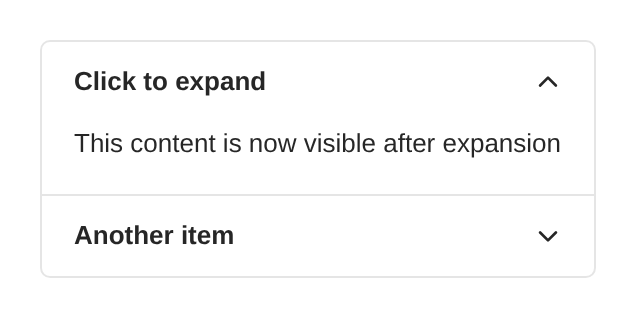 Click to expand
This content is now visible after expansion
Another item